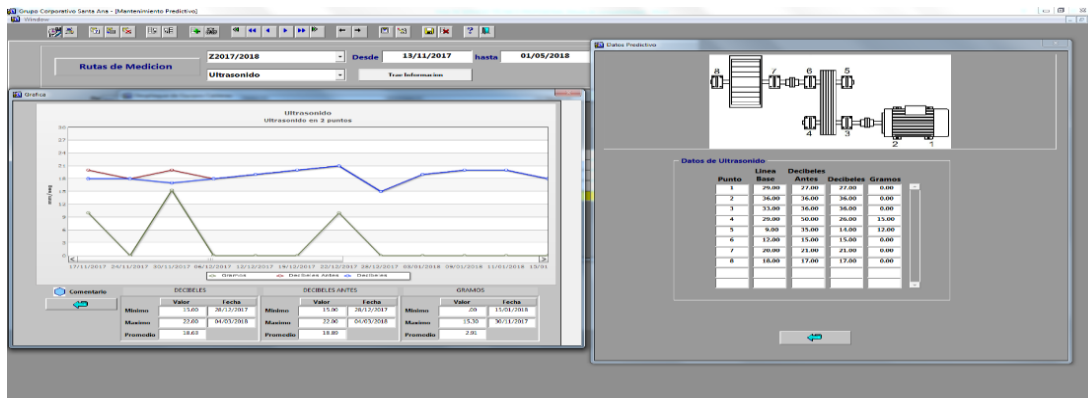 Grupo Corporativo Santa Ana - [Mantenimiento Predictivo]
Window
Rutas de Medicion
Z2017/2018
Desde
13/11/2017
hasta
01/05/2018
Ultrasonido
Trae Informacion
Grafica
Ultrasonido
Ultrasonido en 2 puntos
30
27
24
21
18
15
12
9
6
3
0
17/11/2017 24/11/2017 30/11/2017 06/12/2017 12/12/2017 19/12/2017 22/12/2017 28/12/2017 03/01/2018 09/01/2018 11/01/2018 15/01
Gramos Decibeles Antes Decibeles
Comentario
DECIBELES
Valor Fecha
Minimo 15.00 28/12/2017
Maximo 22.00 04/03/2018
Promedio 18.63
DECIBELES ANTES
Valor Fecha
Minimo 15.00 28/12/2017
Maximo 22.00 04/03/2018
Promedio 18.80
GRAMOS
Valor Fecha
Minimo .00 15/01/2018
Maximo 15.30 30/11/2017
Promedio 2.91
Datos Predictivo
8 7 6 5
4 3
2 1
Datos de Ultrasonido
Punto Linea Base Decibeles Antes Decibeles Gramos
1 29.00 27.00 27.00 0.00
2 36.00 36.00 36.00 0.00
3 33.00 36.00 36.00 0.00
4 29.00 50.00 26.00 15.00
5 9.00 35.00 14.00 12.00
6 12.00 15.00 15.00 0.00
7 20.00 21.00 21.00 0.00
8 18.00 17.00 17.00 0.00